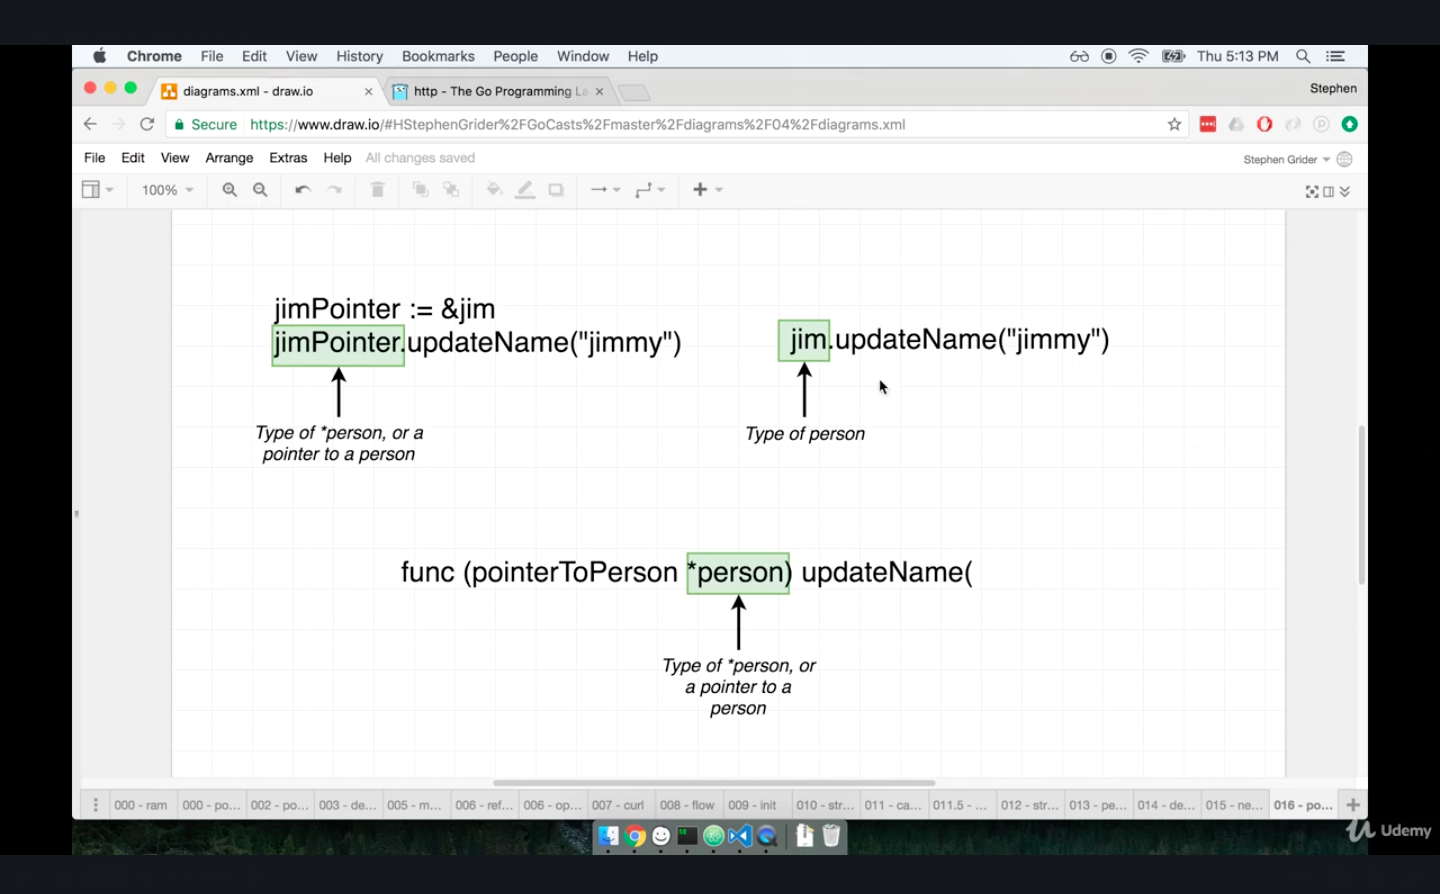 Chrome File Edit View History Bookmarks People Window Help Thu 5:13 PM
diagrams.xml - draw.io × http - The Go Programming La × Stephen
Secure https://www.draw.io/#HStephenGrider%2FGoCasts%2Fmaster%2Fdiagrams%2F04%2Fdiagrams.xml
File Edit View Arrange Extras Help All changes saved Stephen Grider
100%
jimPointer := &jim
jimPointer.updateName("jimmy")
jim.updateName("jimmy")
Type of *person, or a
pointer to a person
Type of person
func (pointerToPerson *person) updateName(
Type of *person, or
a pointer to a
person
000 - ram 000 - po... 002 - po... 003 - de... 005 - m... 006 - ref... 006 - op... 007 - curl 008 - flow 009 - init 010 - str... 011 - ca... 011.5 - ... 012 - str... 013 - pe... 014 - de... 015 - ne... 016 - po...
Udemy